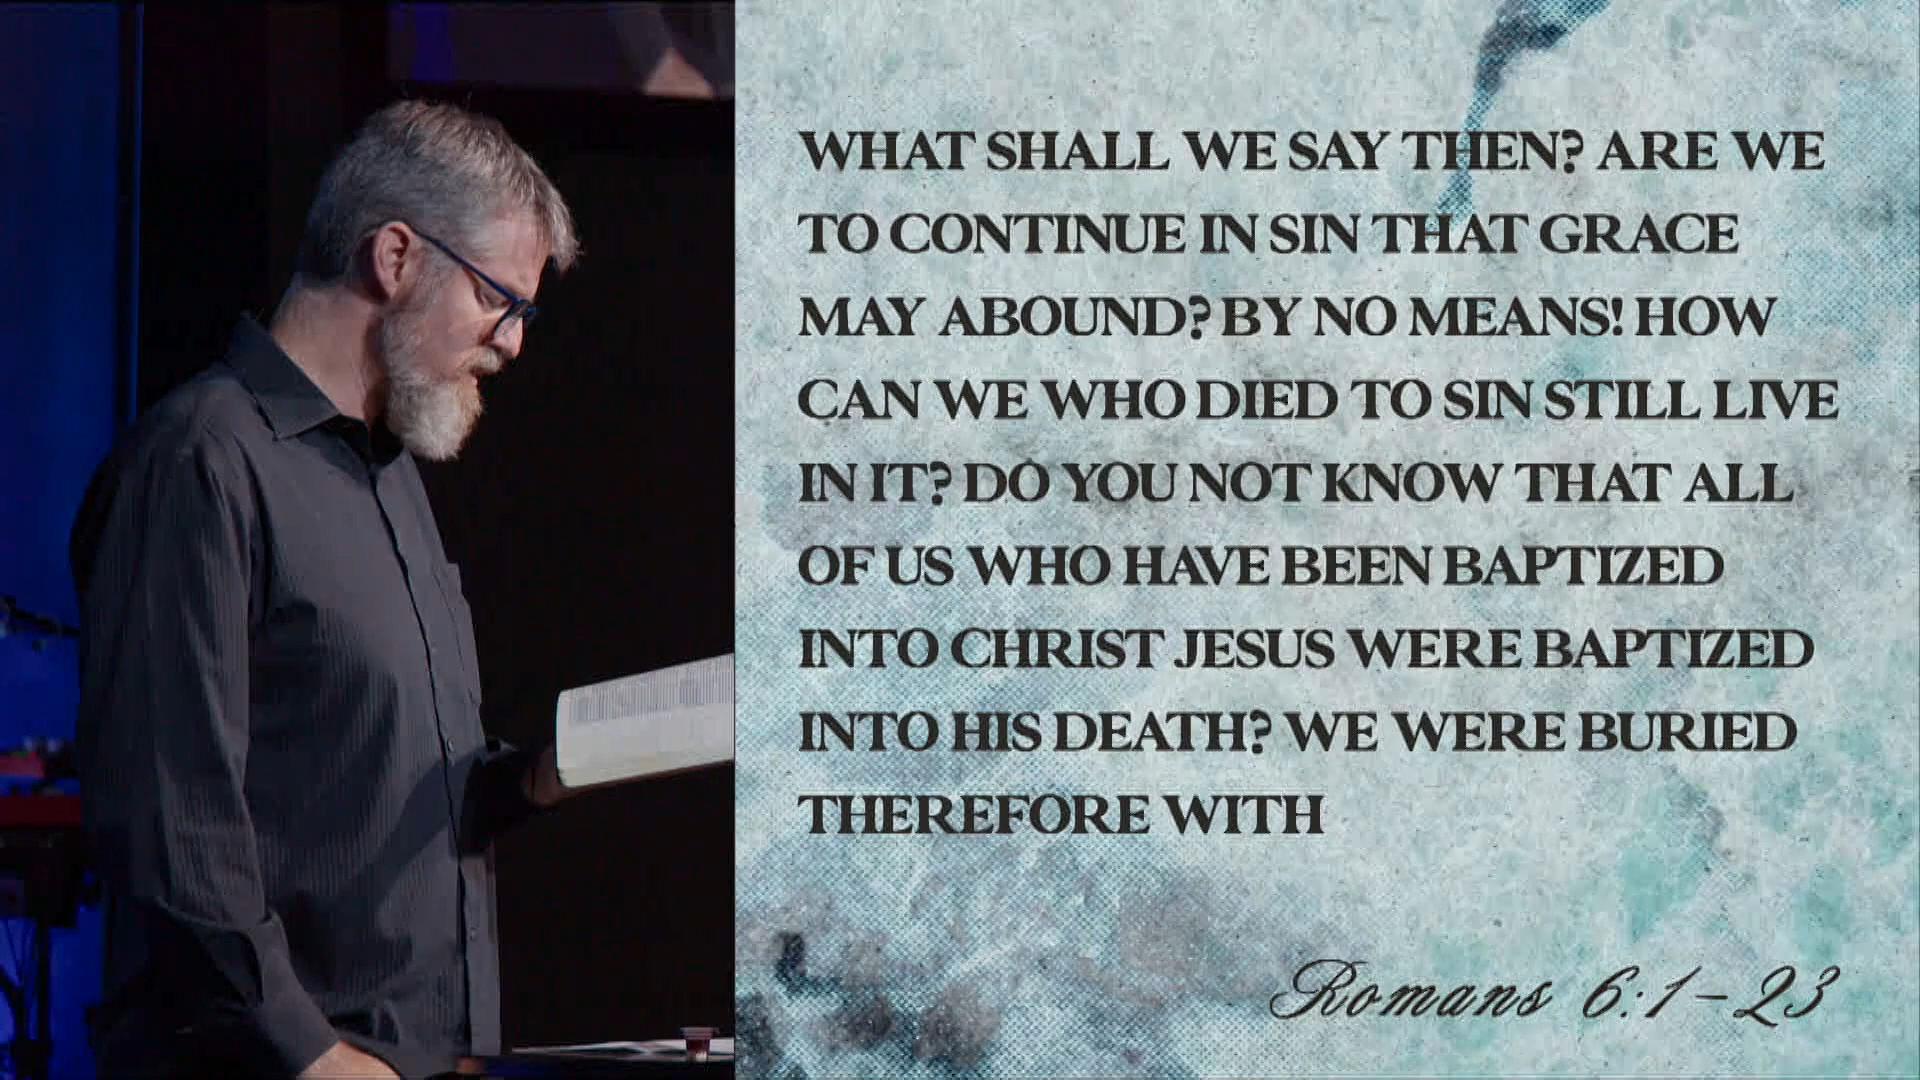 WHAT SHALL WE SAY THEN? ARE WE
TO CONTINUE IN SIN THAT GRACE
MAY ABOUND? BY NO MEANS! HOW
CAN WE WHO DIED TO SIN STILL LIVE
IN IT? DO YOU NOT KNOW THAT ALL
OF US WHO HAVE BEEN BAPTIZED
INTO CHRIST JESUS WERE BAPTIZED
INTO HIS DEATH? WE WERE BURIED
THEREFORE WITH
Romans 6:1-23